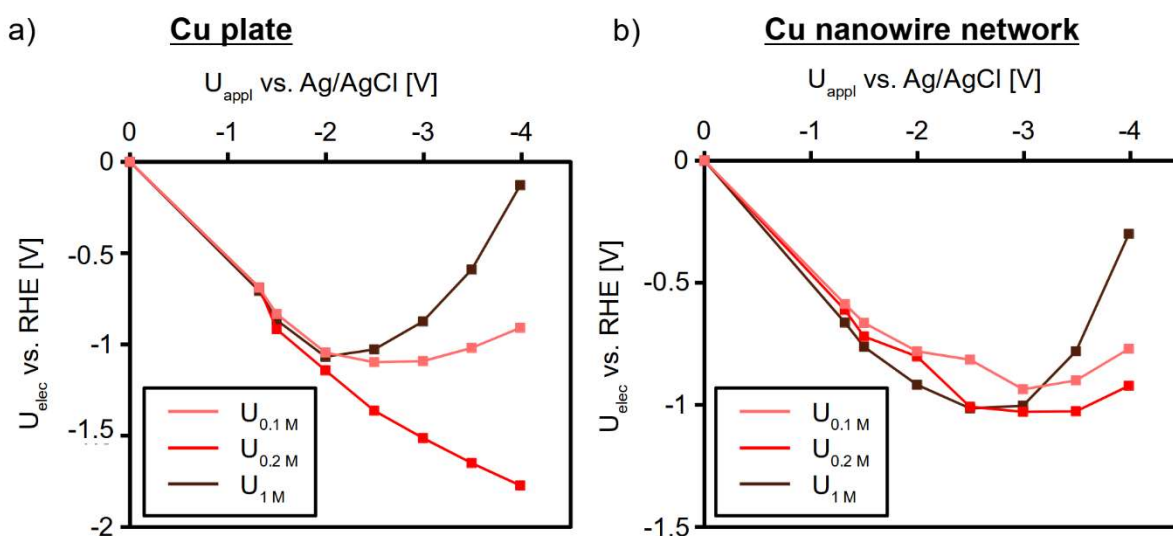 a) Cu plate
U_appl vs. Ag/AgCl [V]
0 -1 -2 -3 -4
0
-0.5
-1
-1.5
-2
U_elec vs. RHE [V]
U_0.1 M
U_0.2 M
U_1 M
b) Cu nanowire network
U_appl vs. Ag/AgCl [V]
0 -1 -2 -3 -4
0
-0.5
-1
-1.5
U_elec vs. RHE [V]
U_0.1 M
U_0.2 M
U_1 M